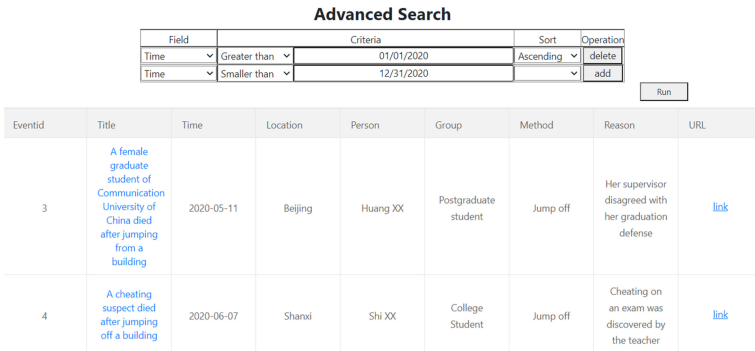 Advanced Search
Field Criteria Sort Operation
Time Greater than 01/01/2020 Ascending delete
Time Smaller than 12/31/2020 add
Run
Eventid Title Time Location Person Group Method Reason URL
3
A female
graduate
student of
Communication
University of
China died
after jumping
from a
building
2020-05-11
Beijing
Huang XX
Postgraduate
student
Jump off
Her supervisor
disagreed with
her graduation
defense
link
4
A cheating
suspect died
after jumping
off a building
2020-06-07
Shanxi
Shi XX
College
Student
Jump off
Cheating on
an exam was
discovered by
the teacher
link